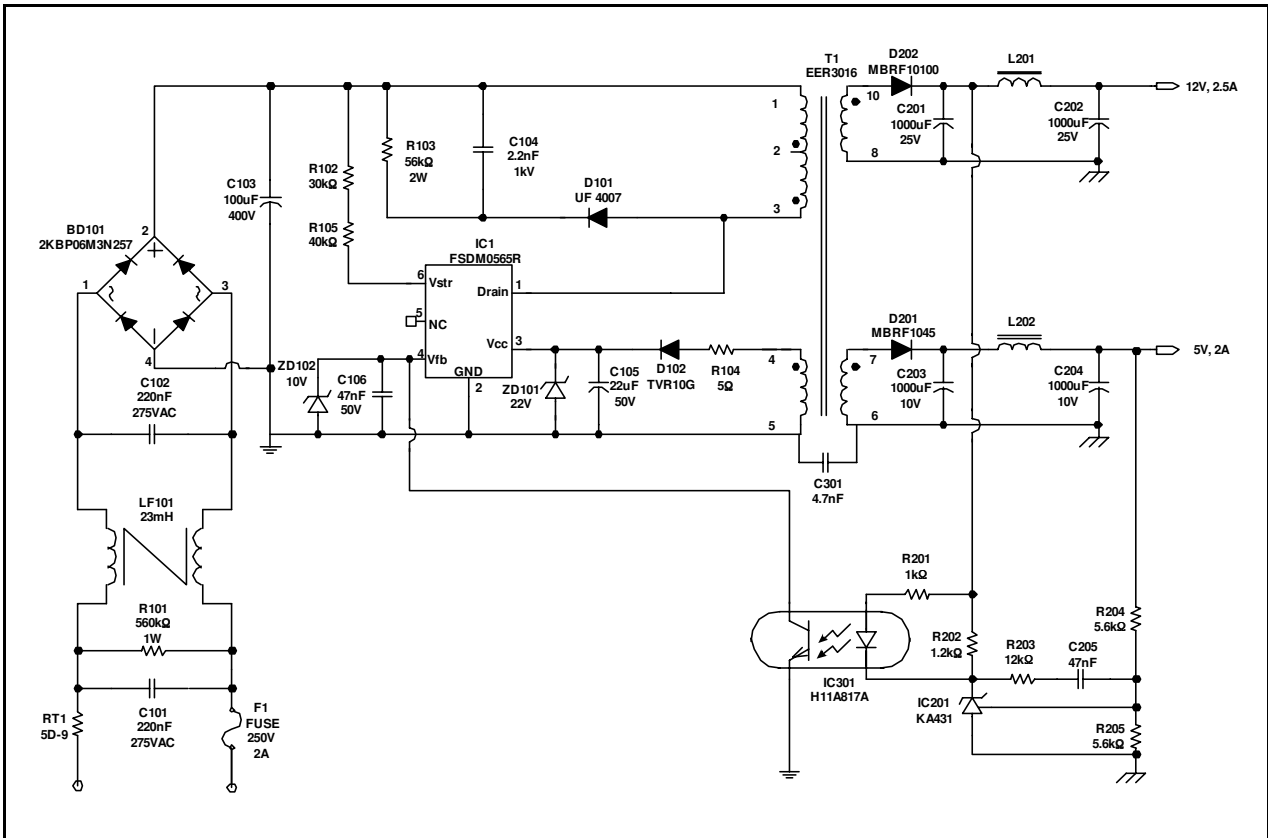 T1
EER3016
D202
MBRF10100
L201
12V, 2.5A
1
10
C201
1000uF
25V
C202
1000uF
25V
R103
56kΩ
2W
C104
2.2nF
1kV
2
8
R102
30kΩ
C103
100uF
400V
D101
UF 4007
3
R105
40kΩ
BD101
2KBP06M3N257
2
1
3
4
IC1
FSDM0565R
6
Vstr
Drain
1
5
NC
Vcc
3
4
Vfb
GND
2
D201
MBRF1045
L202
5V, 2A
4
7
D102
TVR10G
R104
5Ω
ZD102
10V
C106
47nF
50V
ZD101
22V
C105
22uF
50V
C203
1000uF
10V
C204
1000uF
10V
5
6
C102
220nF
275VAC
C301
4.7nF
LF101
23mH
R201
1kΩ
R101
560kΩ
1W
R202
1.2kΩ
R203
12kΩ
C205
47nF
R204
5.6kΩ
IC301
H11A817A
IC201
KA431
R205
5.6kΩ
RT1
5D-9
C101
220nF
275VAC
F1
FUSE
250V
2A